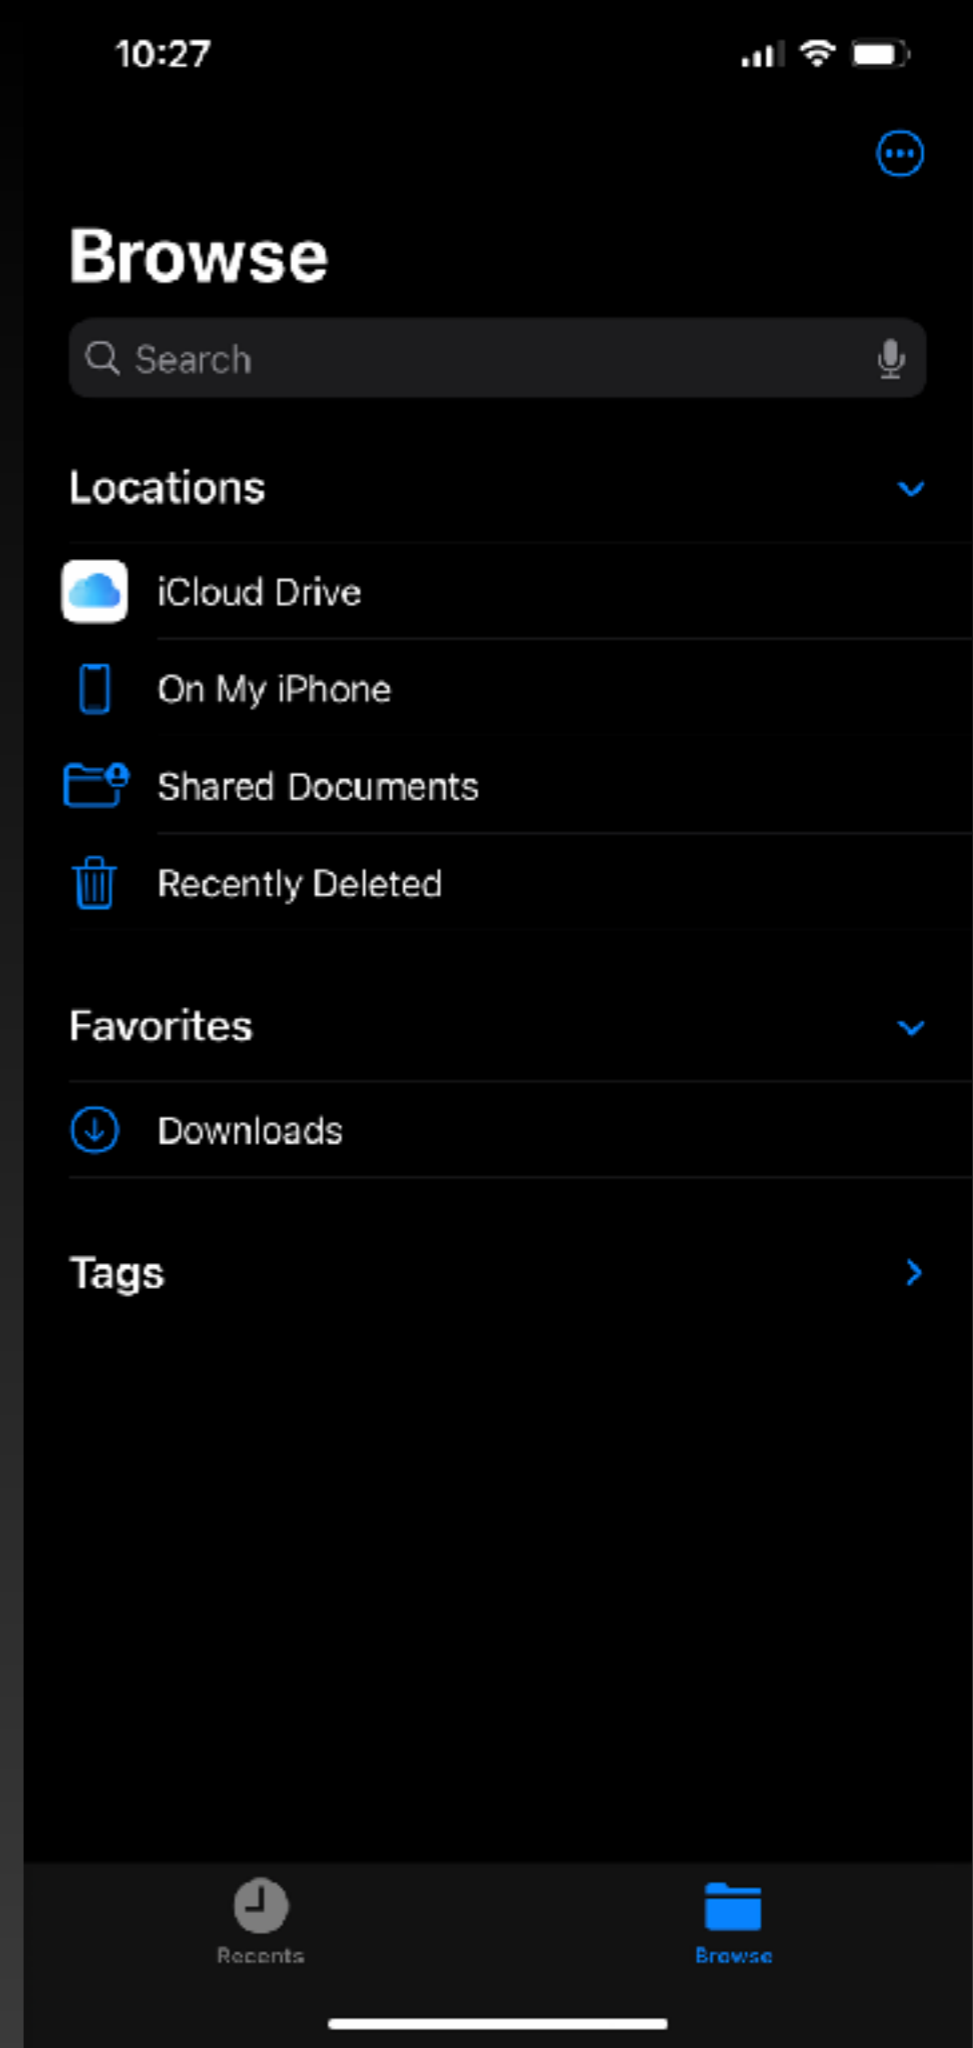 10:27
Browse
Search
Locations
iCloud Drive
On My iPhone
Shared Documents
Recently Deleted
Favorites
Downloads
Tags
Recents
Browse